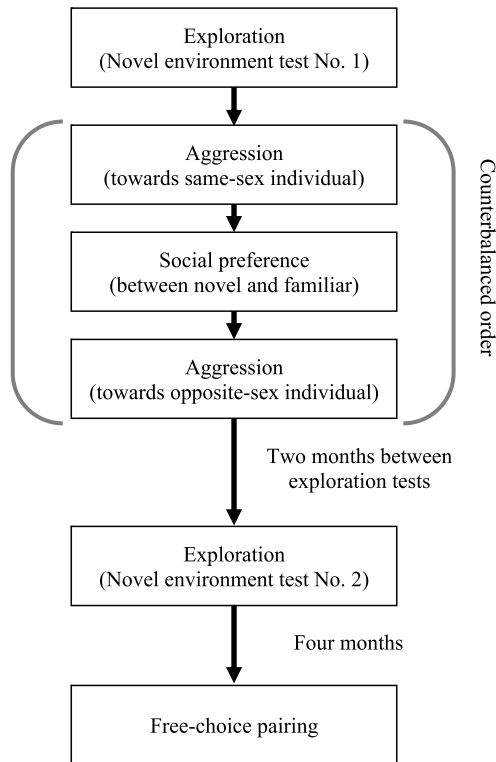 Exploration
(Novel environment test No. 1)
Aggression
(towards same-sex individual)
Social preference
(between novel and familiar)
Aggression
(towards opposite-sex individual)
Counterbalanced order
Two months between
exploration tests
Exploration
(Novel environment test No. 2)
Four months
Free-choice pairing